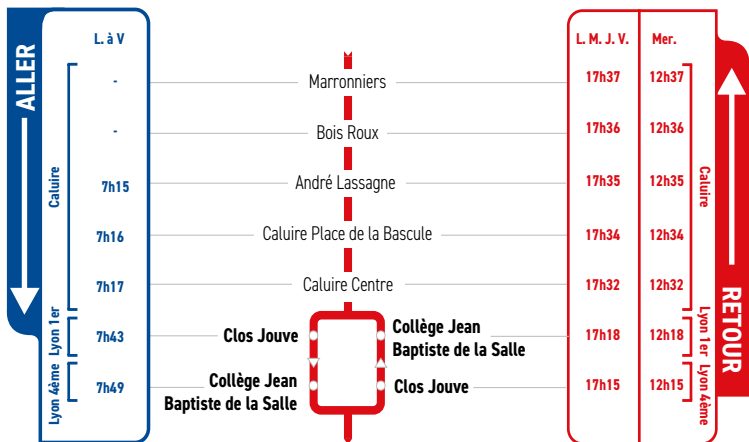 ALLER
L. à V
L. M. J. V.
Mer.
- Marronniers 17h37 12h37
- Bois Roux 17h36 12h36
7h15 André Lassagne 17h35 12h35
7h16 Caluire Place de la Bascule 17h34 12h34
7h17 Caluire Centre 17h32 12h32
7h43 Clos Jouve Collège Jean 17h18 12h18
Baptiste de la Salle
7h49 Collège Jean Clos Jouve 17h15 12h15
Baptiste de la Salle
Caluire
Lyon 1er
Lyon 4ème
Caluire
Lyon 1er
Lyon 4ème
RETOUR